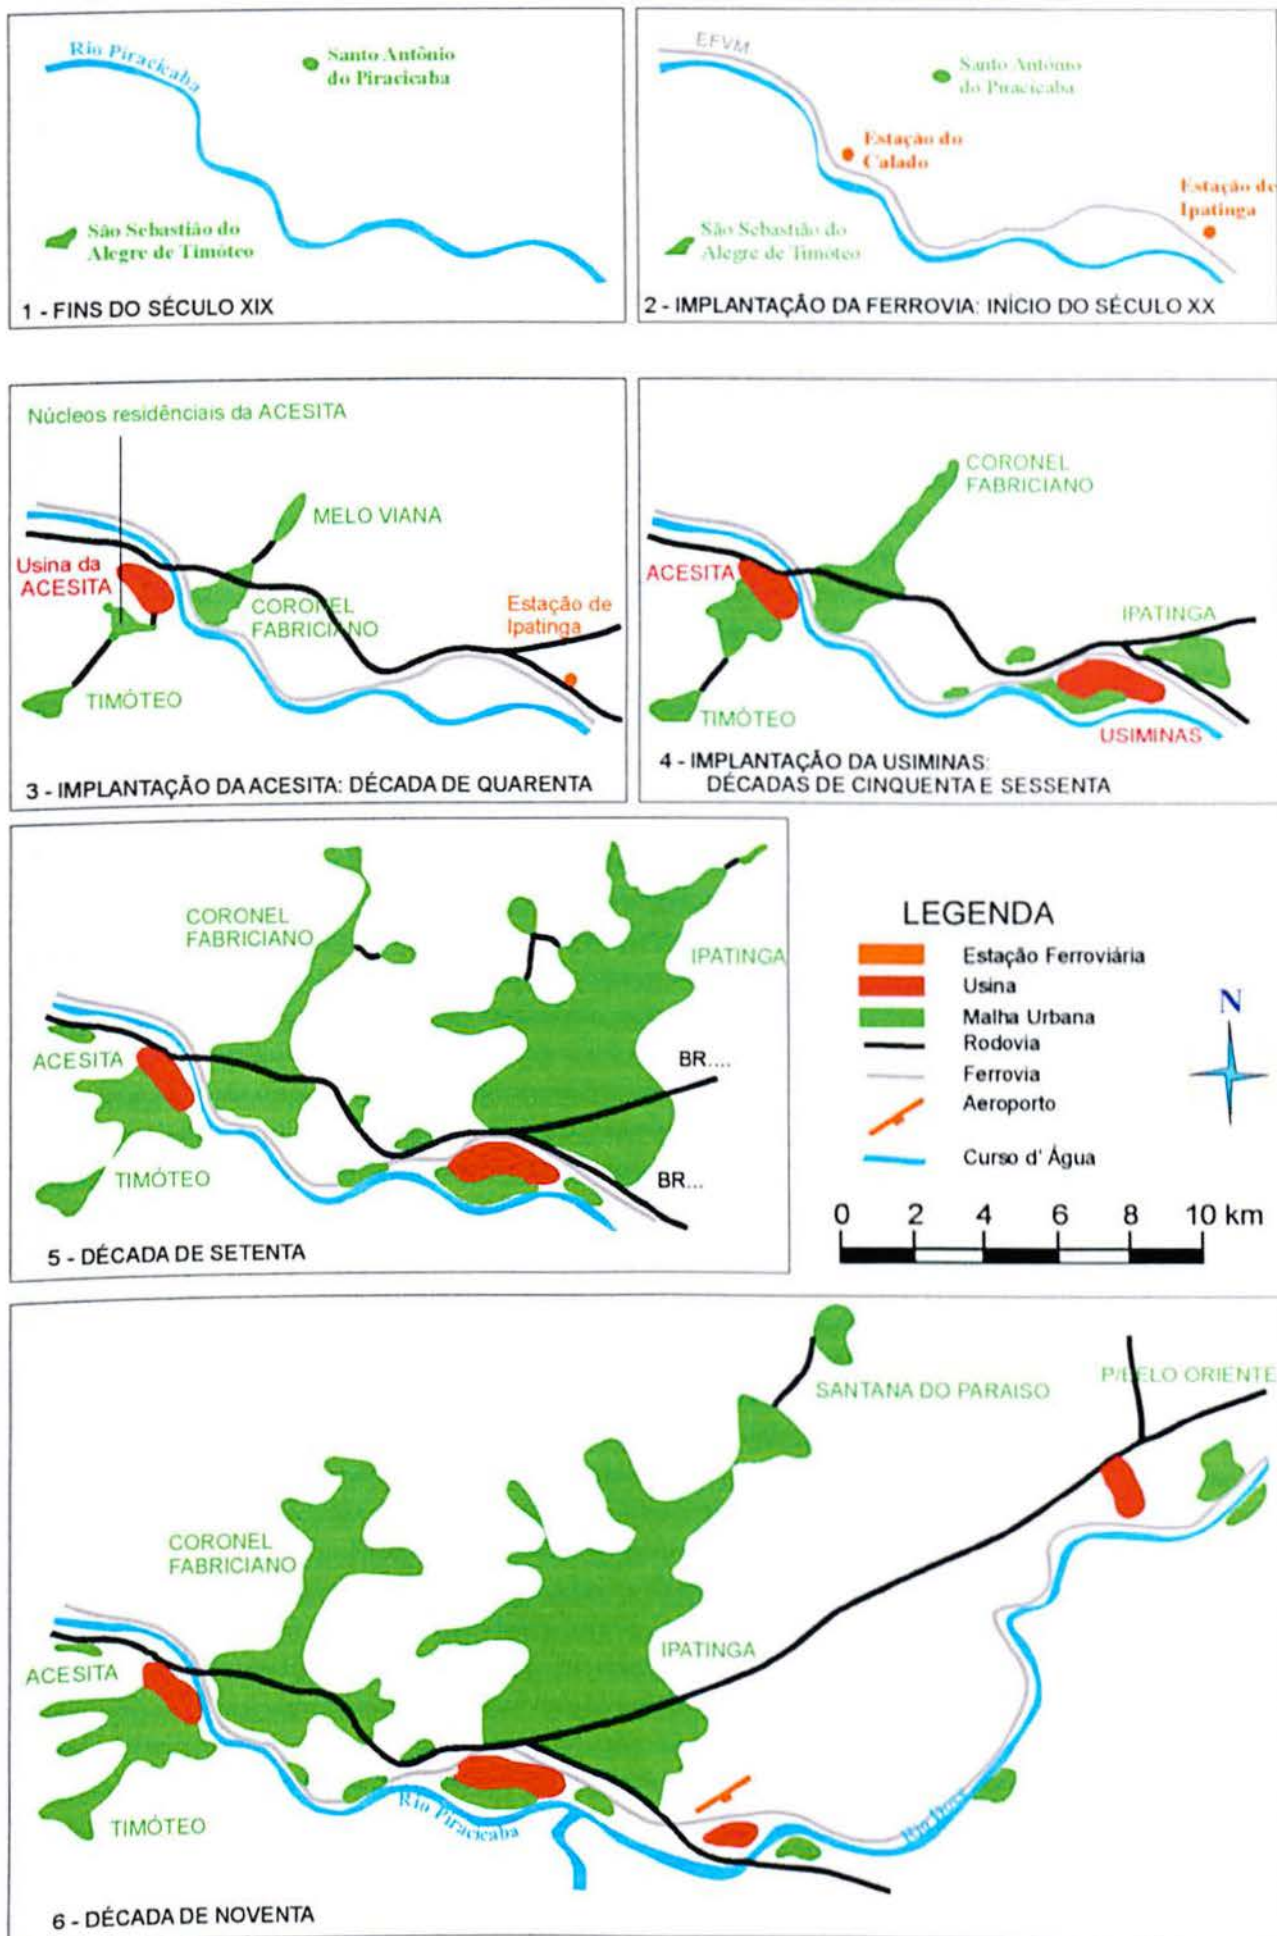 Rio Piracicaba
Santo Antônio
do Piracicaba
São Sebastião do
Alegre de Timóteo
1 - FINS DO SÉCULO XIX
EFVM
Santo Antônio
do Piracicaba
Estação do
Calado
Estação de
Ipatinga
São Sebastião do
Alegre de Timóteo
2 - IMPLANTAÇÃO DA FERROVIA: INÍCIO DO SÉCULO XX
Núcleos residênciais da ACESITA
MELO VIANA
Usina da
ACESITA
CORONEL
FABRICIANO
Estação de
Ipatinga
TIMÓTEO
3 - IMPLANTAÇÃO DA ACESITA: DÉCADA DE QUARENTA
CORONEL
FABRICIANO
ACESITA
IPATINGA
TIMÓTEO
USIMINAS
4 - IMPLANTAÇÃO DA USIMINAS:
DÉCADAS DE CINQUENTA E SESSENTA
CORONEL
FABRICIANO
IPATINGA
ACESITA
BR....
TIMÓTEO
BR...
5 - DÉCADA DE SETENTA
LEGENDA
Estação Ferroviária
Usina
Malha Urbana
Rodovia
Ferrovia
Aeroporto
Curso d' Água
N
0 2 4 6 8 10 km
SANTANA DO PARAISO
P/BELO ORIENTE
CORONEL
FABRICIANO
IPATINGA
ACESITA
TIMÓTEO
Rio Piracicaba
Rio Doce
6 - DÉCADA DE NOVENTA